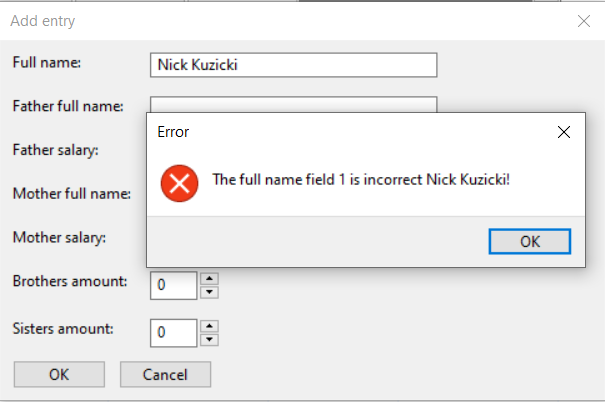 Add entry
Full name:
Nick Kuzicki
Father full name:
Error
Father salary:
The full name field 1 is incorrect Nick Kuzicki!
Mother full name:
Mother salary:
OK
Brothers amount:
0
Sisters amount:
0
OK
Cancel